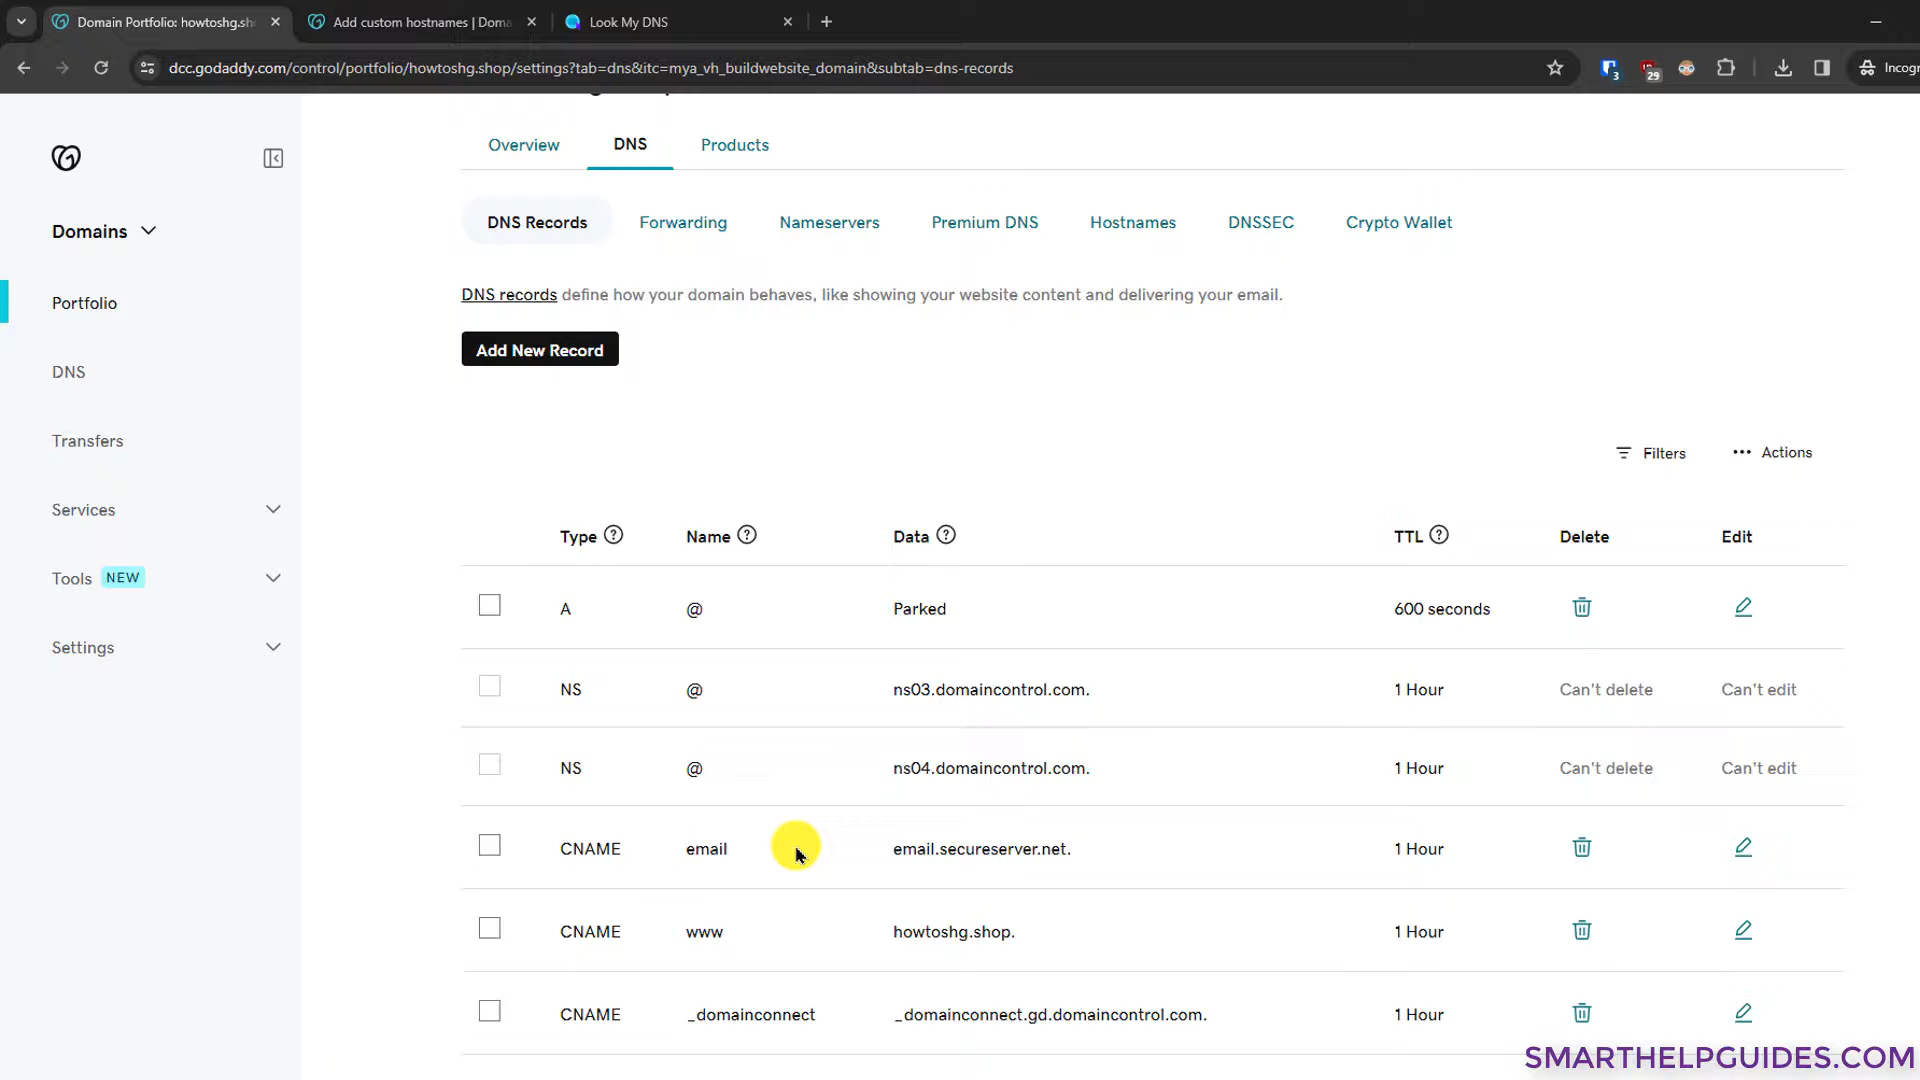 Domain Portfolio: howtoshg.sh
Add custom hostnames | Doma
Look My DNS
dcc.godaddy.com/control/portfolio/howtoshg.shop/settings?tab=dns&itc=mya_vh_buildwebsite_domain&subtab=dns-records
3
29
Incogn
Domains
Portfolio
DNS
Transfers
Services
Tools NEW
Settings
Overview DNS Products
DNS Records Forwarding Nameservers Premium DNS Hostnames DNSSEC Crypto Wallet
DNS records define how your domain behaves, like showing your website content and delivering your email.
Add New Record
Filters Actions
Type Name Data TTL Delete Edit
A @ Parked 600 seconds
NS @ ns03.domaincontrol.com. 1 Hour Can't delete Can't edit
NS @ ns04.domaincontrol.com. 1 Hour Can't delete Can't edit
CNAME email email.secureserver.net. 1 Hour
CNAME www howtoshg.shop. 1 Hour
CNAME _domainconnect _domainconnect.gd.domaincontrol.com. 1 Hour
SMARTHELPGUIDES.COM